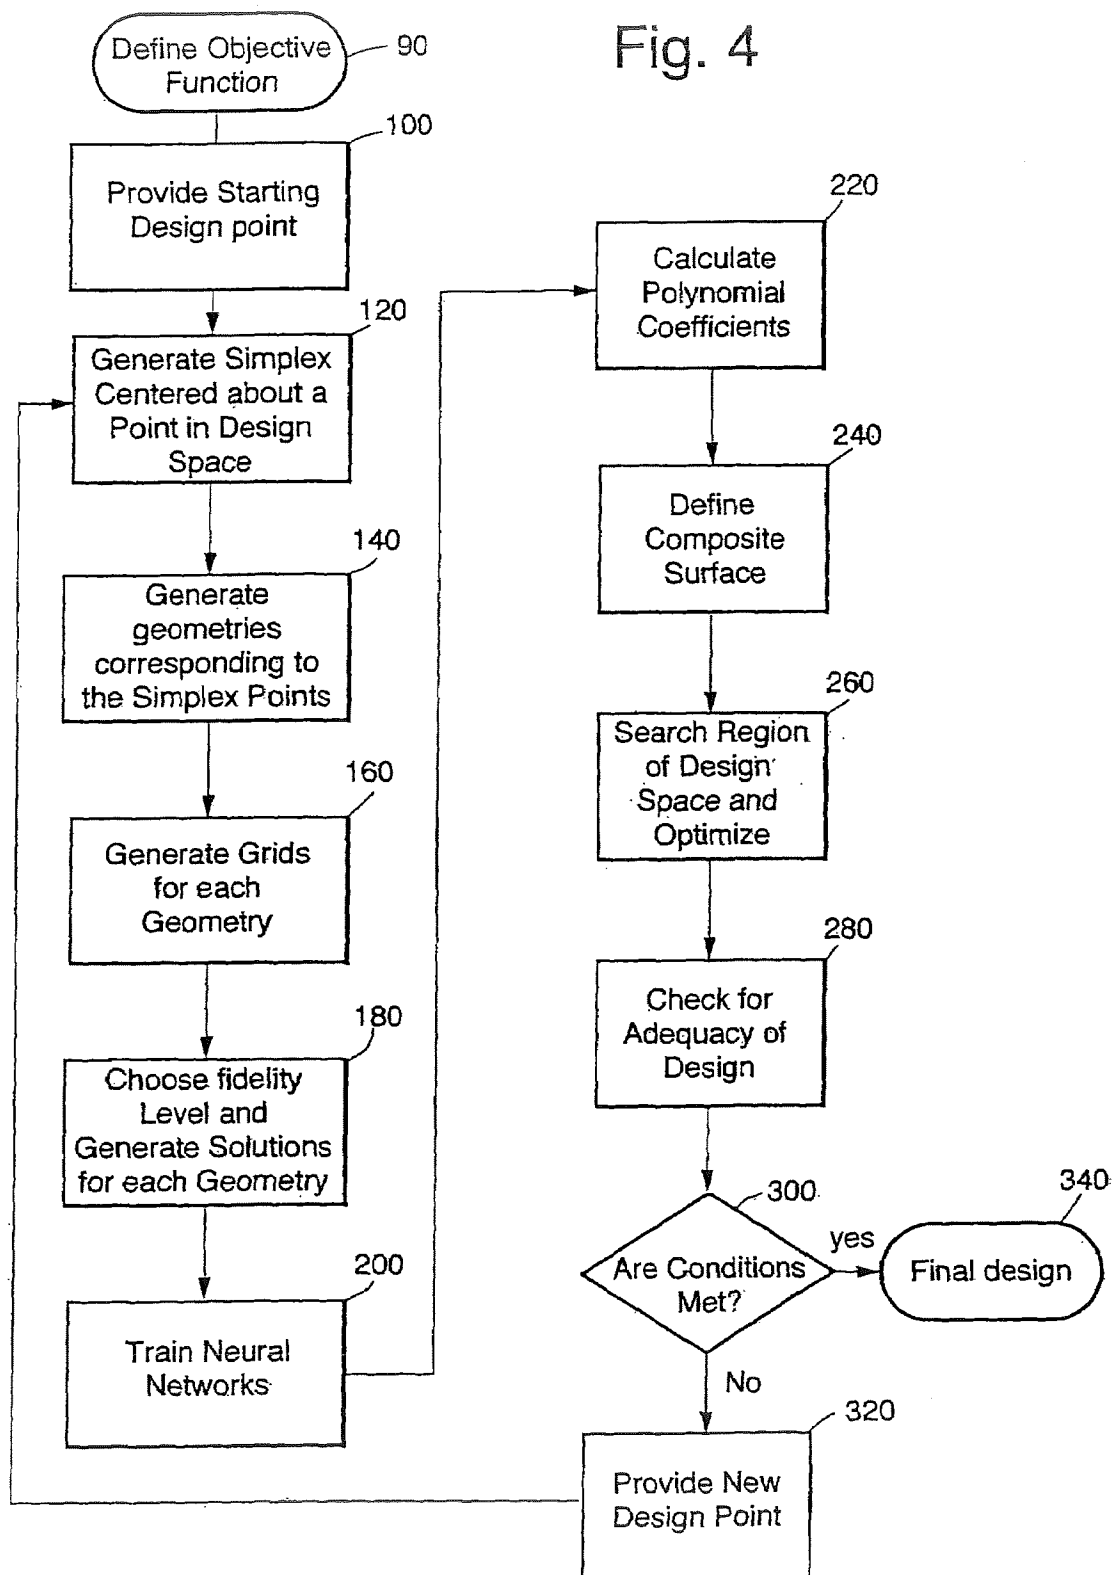 Fig. 4
Define Objective
Function
90
100
Provide Starting
Design point
120
Generate Simplex
Centered about a
Point in Design
Space
140
Generate
geometries
corresponding to
the Simplex Points
160
Generate Grids
for each
Geometry
180
Choose fidelity
Level and
Generate Solutions
for each Geometry
200
Train Neural
Networks
220
Calculate
Polynomial
Coefficients
240
Define
Composite
Surface
260
Search Region
of Design
Space and
Optimize
280
Check for
Adequacy of
Design
300
Are Conditions
Met?
yes
340
Final design
No
320
Provide New
Design Point